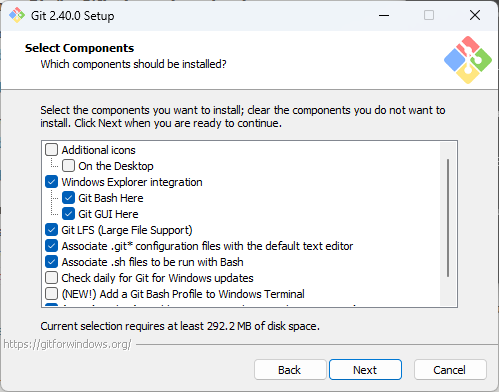 Git 2.40.0 Setup
Select Components
Which components should be installed?
Select the components you want to install; clear the components you do not want to
install. Click Next when you are ready to continue.
Additional icons
On the Desktop
Windows Explorer integration
Git Bash Here
Git GUI Here
Git LFS (Large File Support)
Associate .git* configuration files with the default text editor
Associate .sh files to be run with Bash
Check daily for Git for Windows updates
(NEW!) Add a Git Bash Profile to Windows Terminal
Current selection requires at least 292.2 MB of disk space.
https://gitforwindows.org/
Back
Next
Cancel